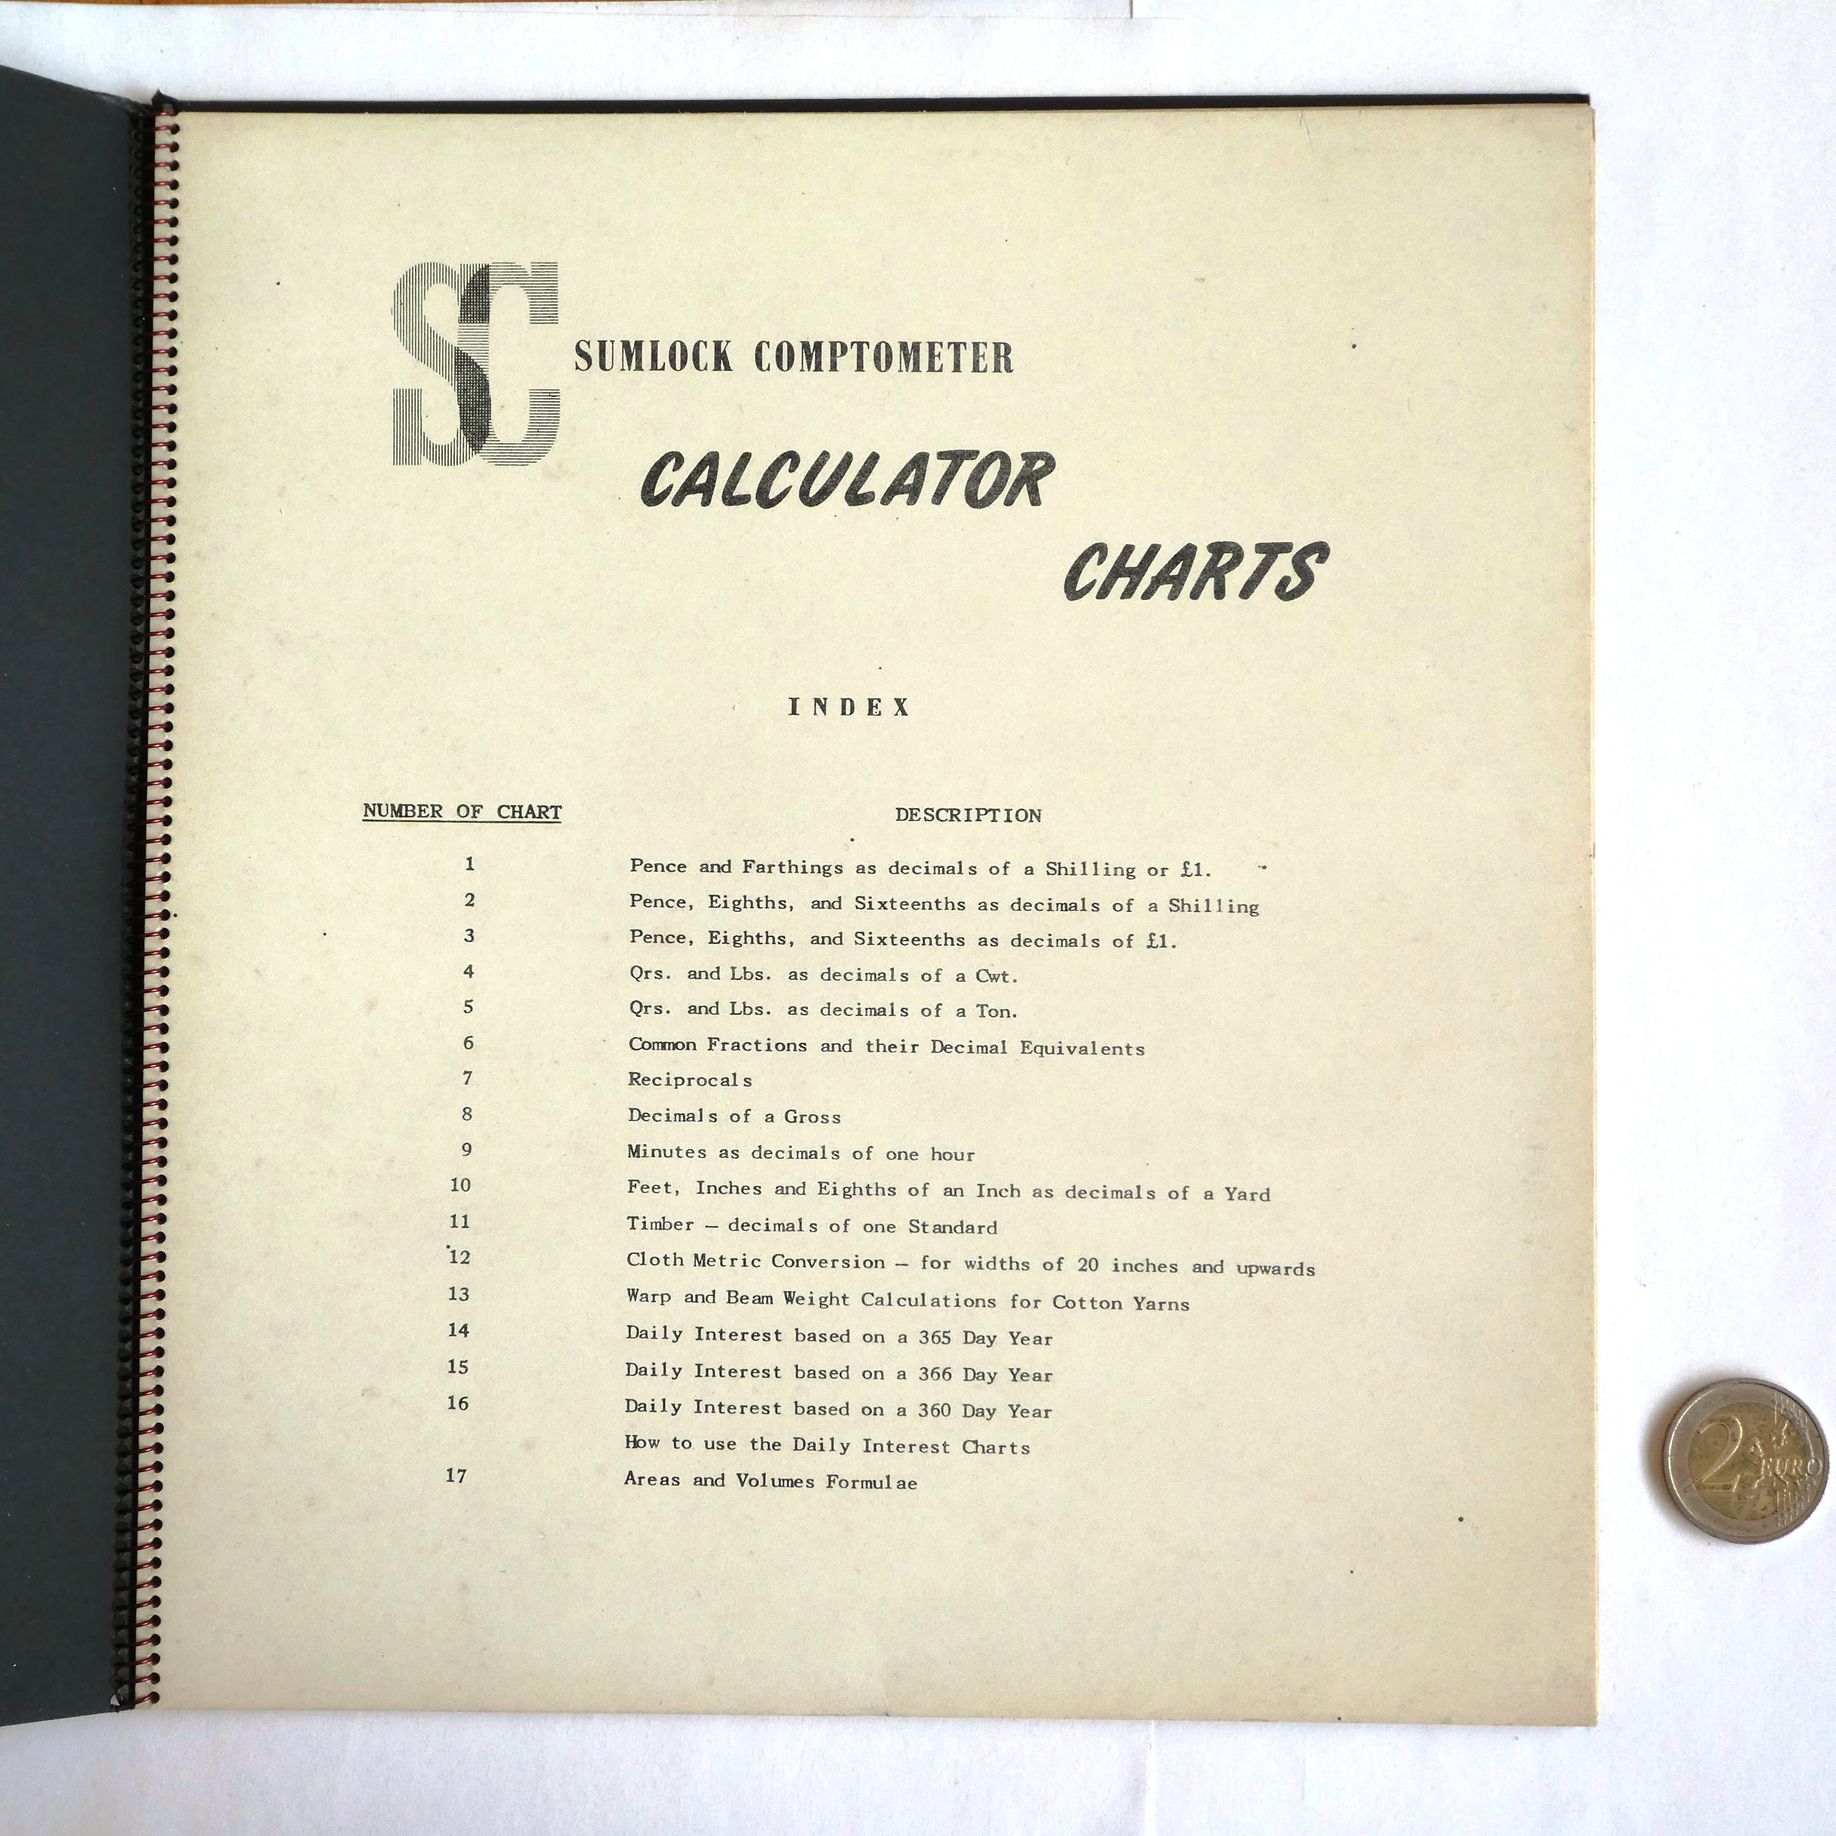 SC
SUMLOCK COMPTOMETER
CALCULATOR
CHARTS
INDEX
NUMBER OF CHART DESCRIPTION
1 Pence and Farthings as decimals of a Shilling or £1.
2 Pence, Eighths, and Sixteenths as decimals of a Shilling
3 Pence, Eighths, and Sixteenths as decimals of £1.
4 Qrs. and Lbs. as decimals of a Cwt.
5 Qrs. and Lbs. as decimals of a Ton.
6 Common Fractions and their Decimal Equivalents
7 Reciprocals
8 Decimals of a Gross
9 Minutes as decimals of one hour
10 Feet, Inches and Eighths of an Inch as decimals of a Yard
11 Timber – decimals of one Standard
12 Cloth Metric Conversion – for widths of 20 inches and upwards
13 Warp and Beam Weight Calculations for Cotton Yarns
14 Daily Interest based on a 365 Day Year
15 Daily Interest based on a 366 Day Year
16 Daily Interest based on a 360 Day Year
How to use the Daily Interest Charts
17 Areas and Volumes Formulae
2 EURO